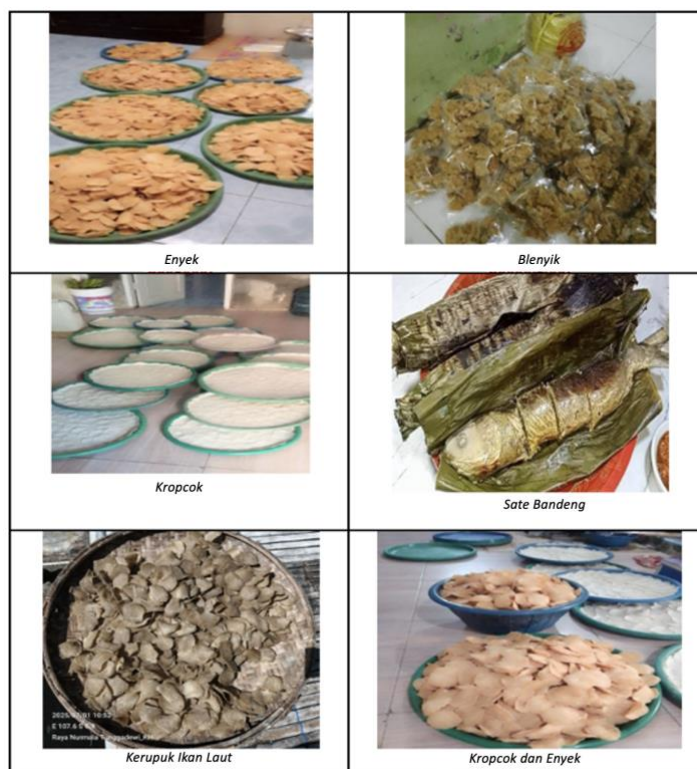 Enyek
Blenyik
Kropcok
Sate Bandeng
Kerupuk Ikan Laut
Kropcok dan Enyek